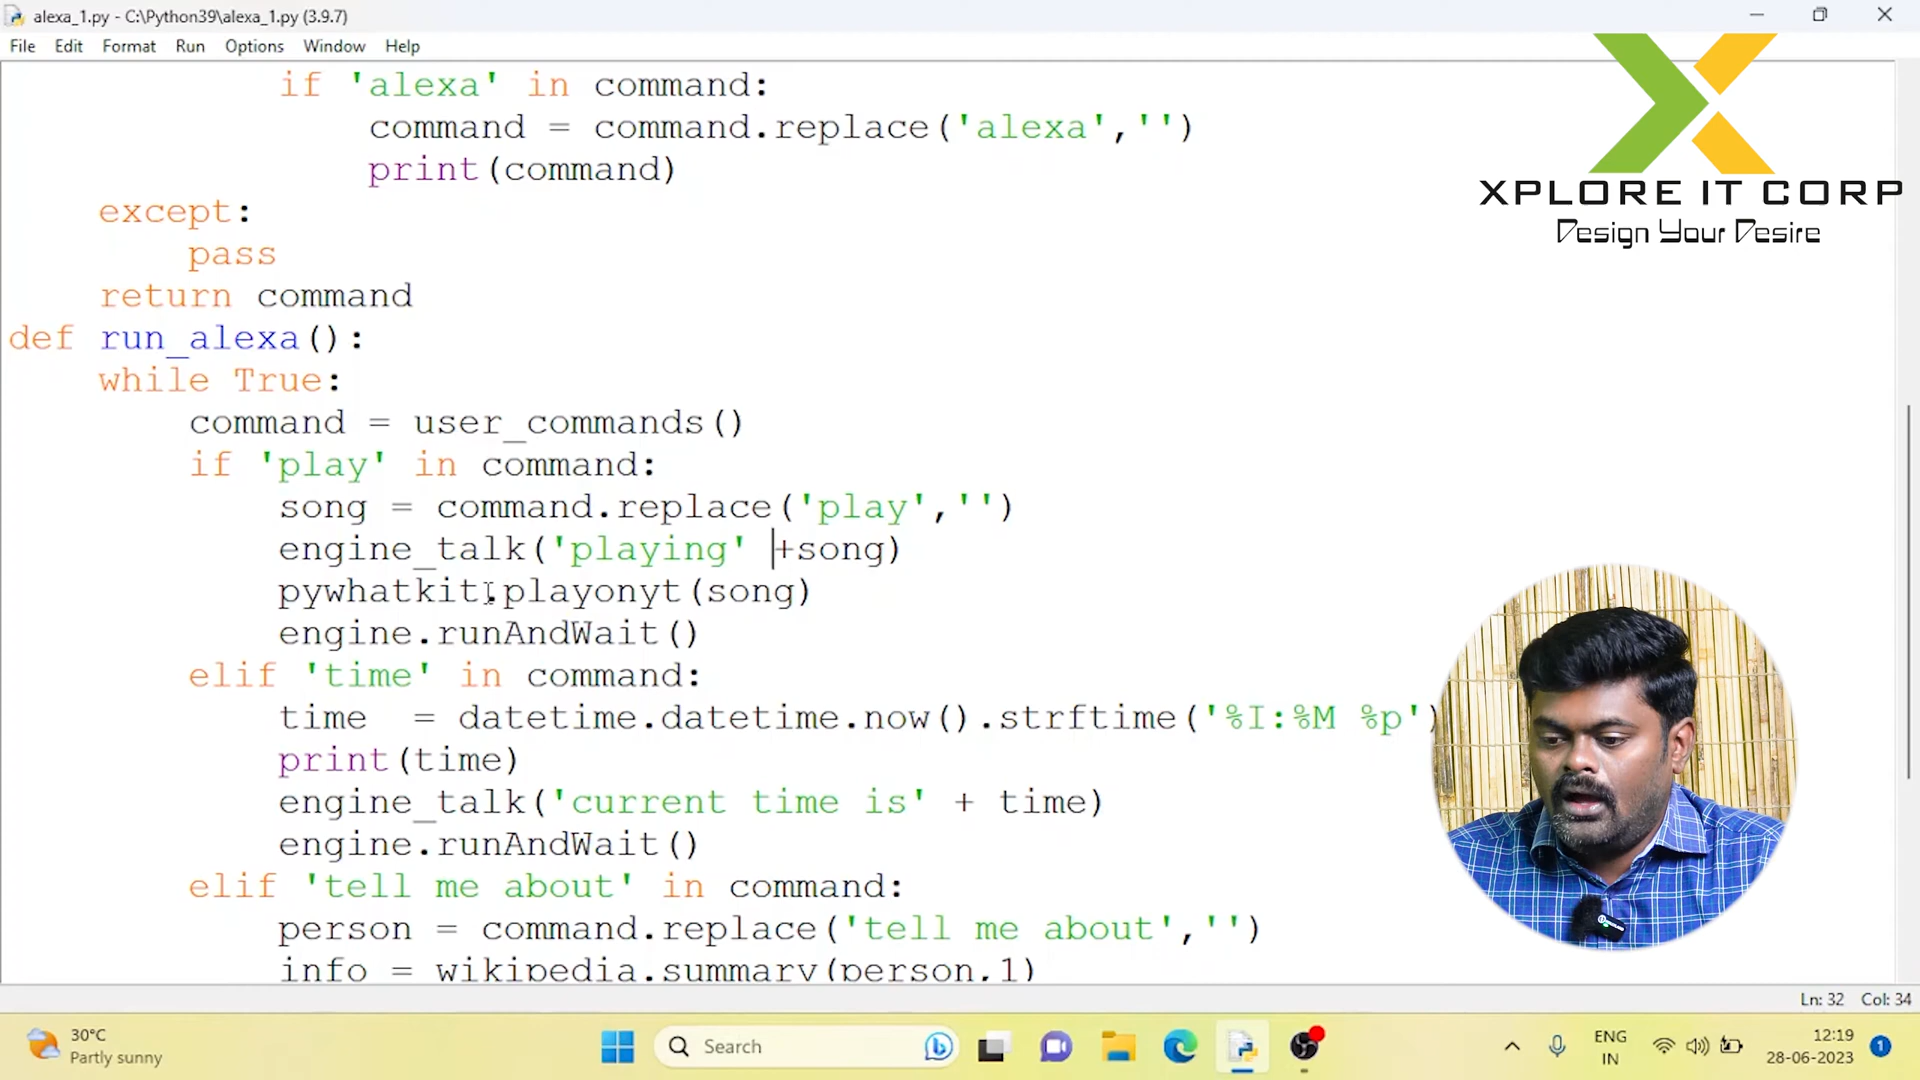 alexa_1.py - C:\Python39\alexa_1.py (3.9.7)
File Edit Format Run Options Window Help
if 'alexa' in command:
command = command.replace('alexa','')
print(command)
except:
pass
return command
def run_alexa():
while True:
command = user_commands()
if 'play' in command:
song = command.replace('play','')
engine_talk('playing' +song)
pywhatkit.playonyt(song)
engine.runAndWait()
elif 'time' in command:
time  = datetime.datetime.now().strftime('%I:%M %p')
print(time)
engine_talk('current time is' + time)
engine.runAndWait()
elif 'tell me about' in command:
person = command.replace('tell me about','')
info = wikipedia.summary(person,1)
XPLORE IT CORP
Design Your Desire
Ln: 32 Col: 34
30°C
Partly sunny
Search
ENG
IN
12:19
28-06-2023
1